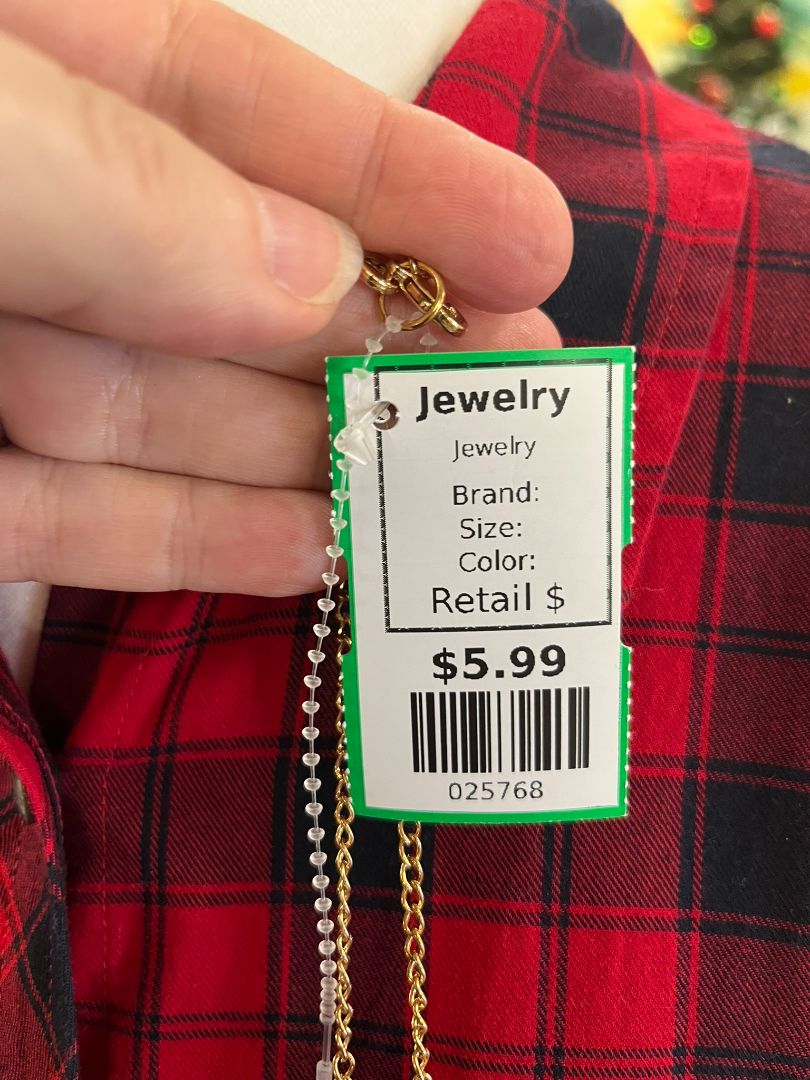 Jewelry
Jewelry
Brand:
Size:
Color:
Retail $
$5.99
025768